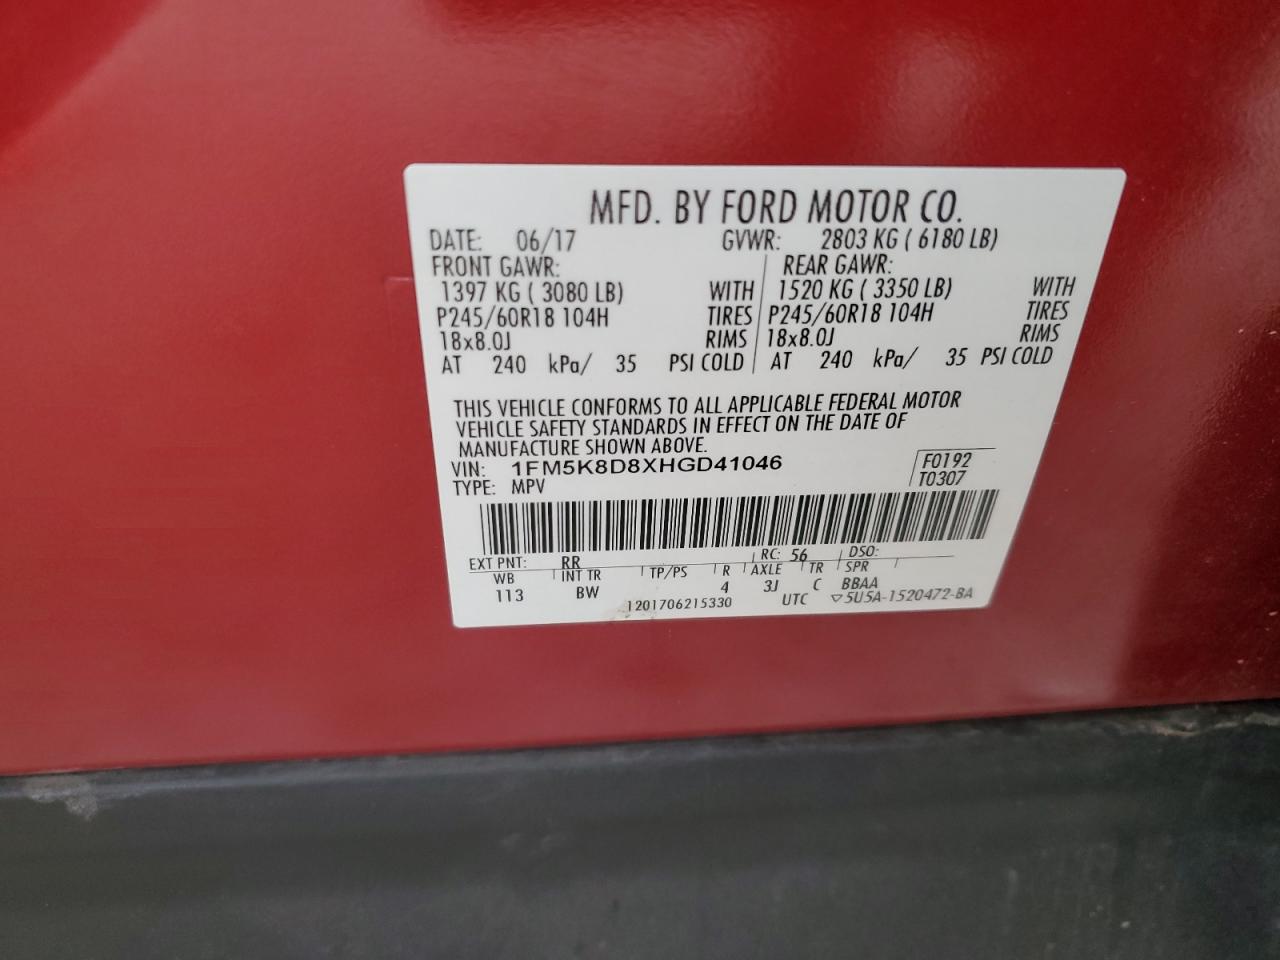 MFD. BY FORD MOTOR CO.
DATE: 06/17 GVWR: 2803 KG ( 6180 LB)
FRONT GAWR: REAR GAWR:
1397 KG ( 3080 LB) WITH 1520 KG ( 3350 LB) WITH
P245/60R18 104H TIRES P245/60R18 104H TIRES
18x8.0J RIMS 18x8.0J RIMS
AT 240 kPa/ 35 PSI COLD AT 240 kPa/ 35 PSI COLD
THIS VEHICLE CONFORMS TO ALL APPLICABLE FEDERAL MOTOR
VEHICLE SAFETY STANDARDS IN EFFECT ON THE DATE OF
MANUFACTURE SHOWN ABOVE.
VIN: 1FM5K8D8XHGD41046 F0192
TYPE: MPV T0307
EXT PNT: RR RC: 56 DSO:
WB INT TR TP/PS R AXLE TR SPR
113 BW 4 3J C BBAA
1201706215330 UTC ▽5U5A-1520472-BA